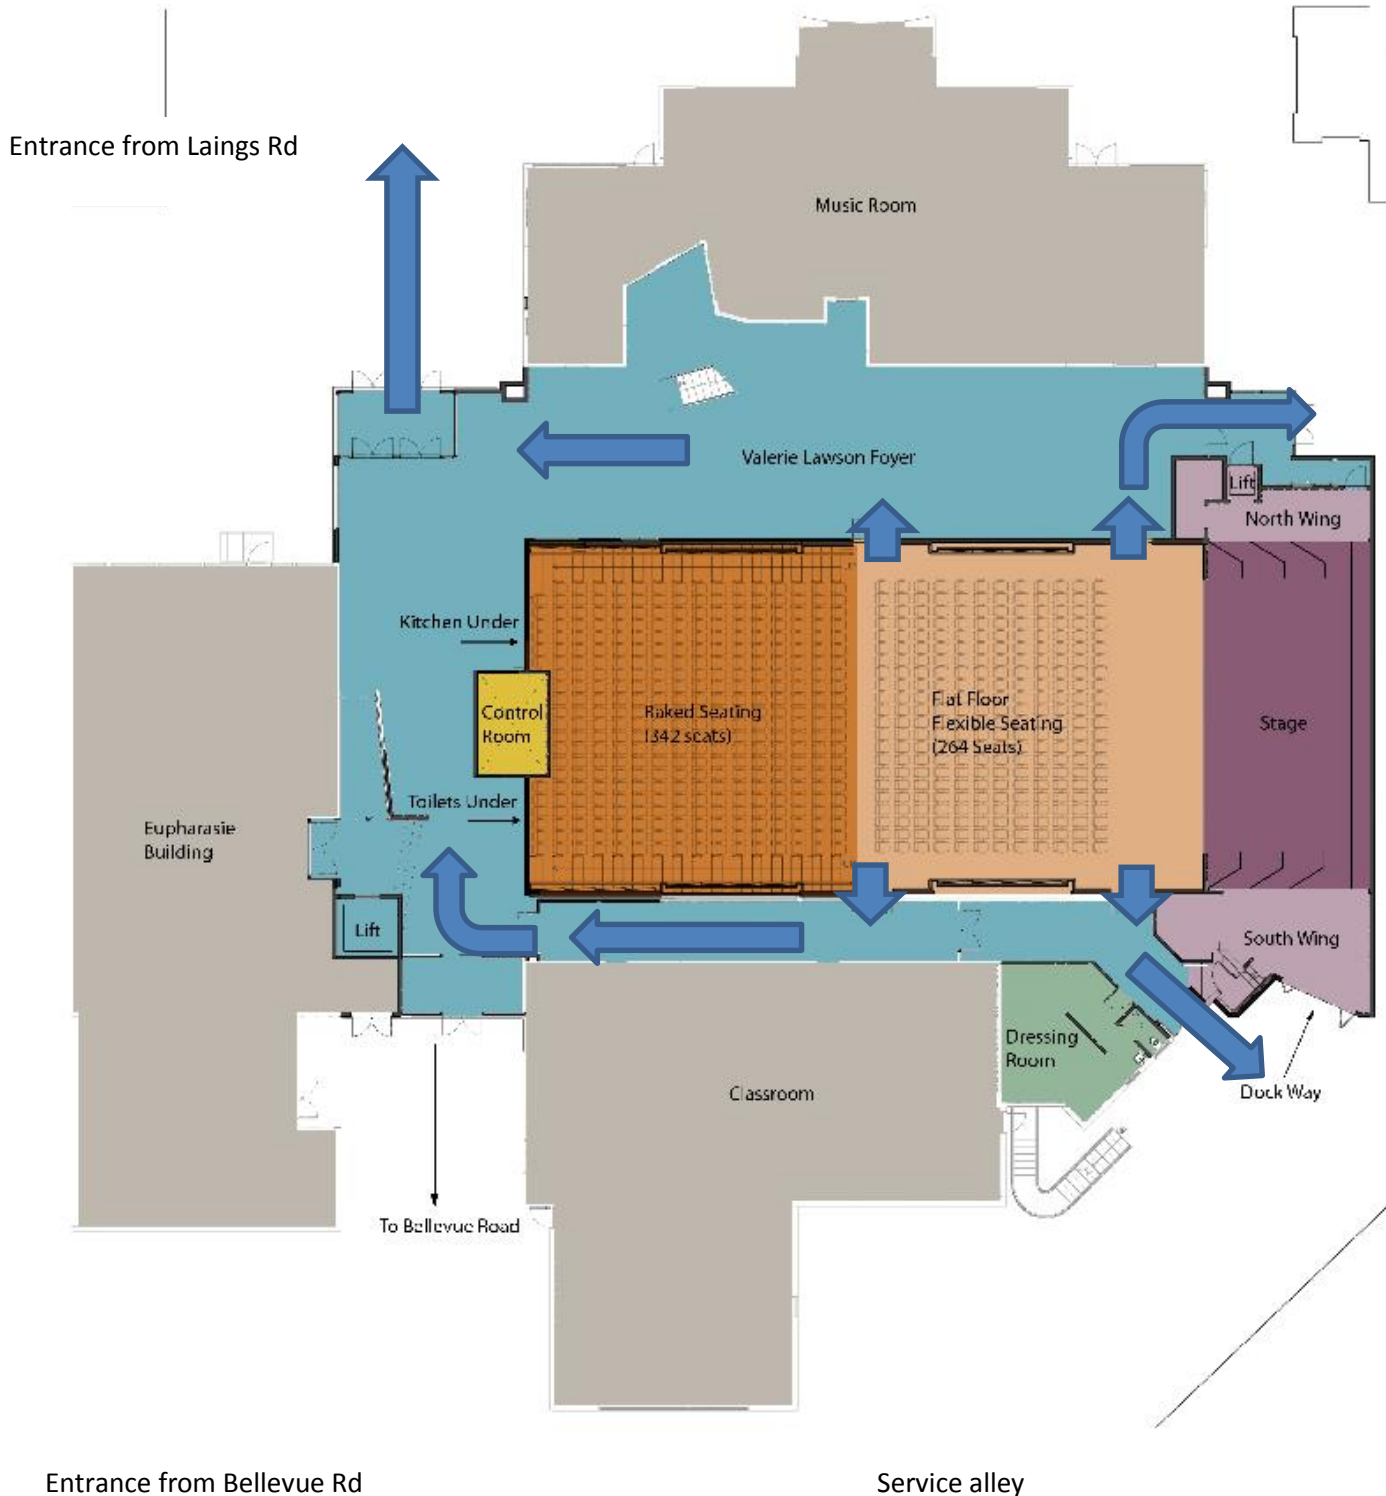 Entrance from Laings Rd
Music Room
Valerie Lawson Foyer
Lift
North Wing
Kitchen Under
Control
Room
Raked Seating
(342 seats)
Flat Floor
Flexible Seating
(264 Seats)
Stage
Toilets Under
Eupharasie
Building
Lift
South Wing
Dressing
Room
Classroom
Dock Way
To Bellevue Road
Entrance from Bellevue Rd
Service alley